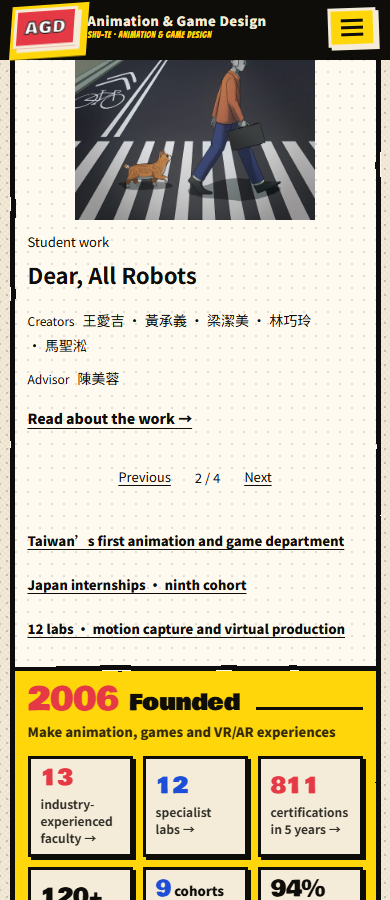 AGD
Animation & Game Design
SHU-TE • ANIMATION & GAME DESIGN
Student work
Dear, All Robots
Creators 王愛吉 · 黃承義 · 梁潔美 · 林巧玲
· 馬聖淞
Advisor 陳美蓉
Read about the work →
Previous 2 / 4 Next
Taiwan’s first animation and game department
Japan internships · ninth cohort
12 labs · motion capture and virtual production
2006 Founded
Make animation, games and VR/AR experiences
13
industry-
experienced
faculty →
12
specialist
labs →
811
certifications
in 5 years →
120+
9 cohorts
94%